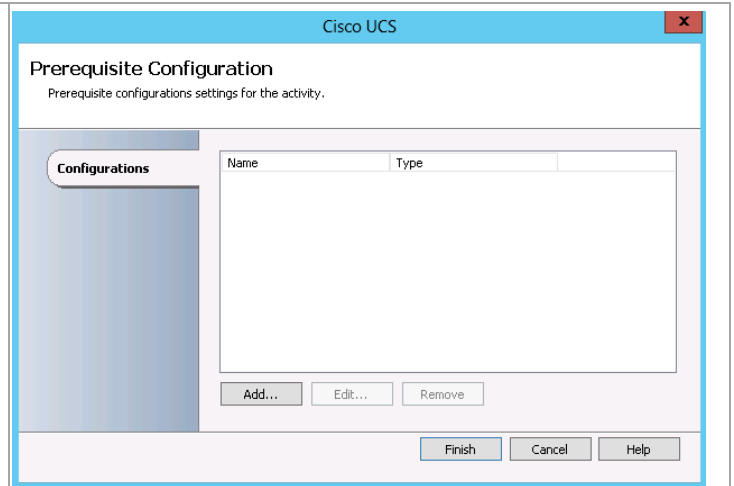 Cisco UCS
x
Prerequisite Configuration
Prerequisite configurations settings for the activity.
Configurations
Name Type
Add... Edit... Remove
Finish Cancel Help